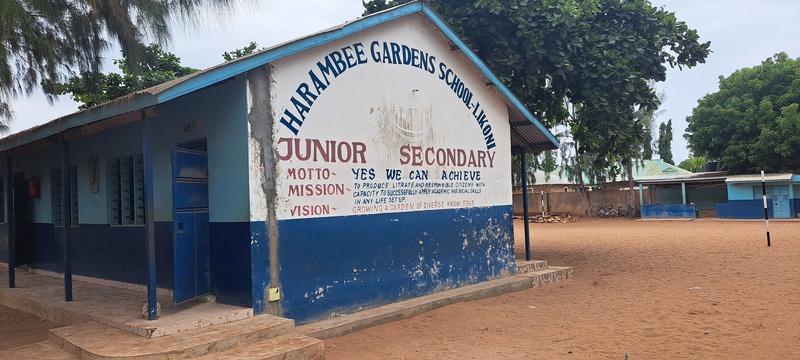 HARAMBEE GARDENS SCHOOL-LIKONI
JUNIOR SECONDARY
MOTTO~ YES WE CAN ACHIEVE
MISSION~ TO PRODUCE LITRATE AND RESPONSIBLE CITIZENS WITH
CAPACITY TO SUCCESSFULLY APPLY ACADEMIC AND SOCIAL SKILLS
IN ANY LIFE SET UP.
VISION~ GROWING A GARDEN OF DIVERSE KNOWLEDGE